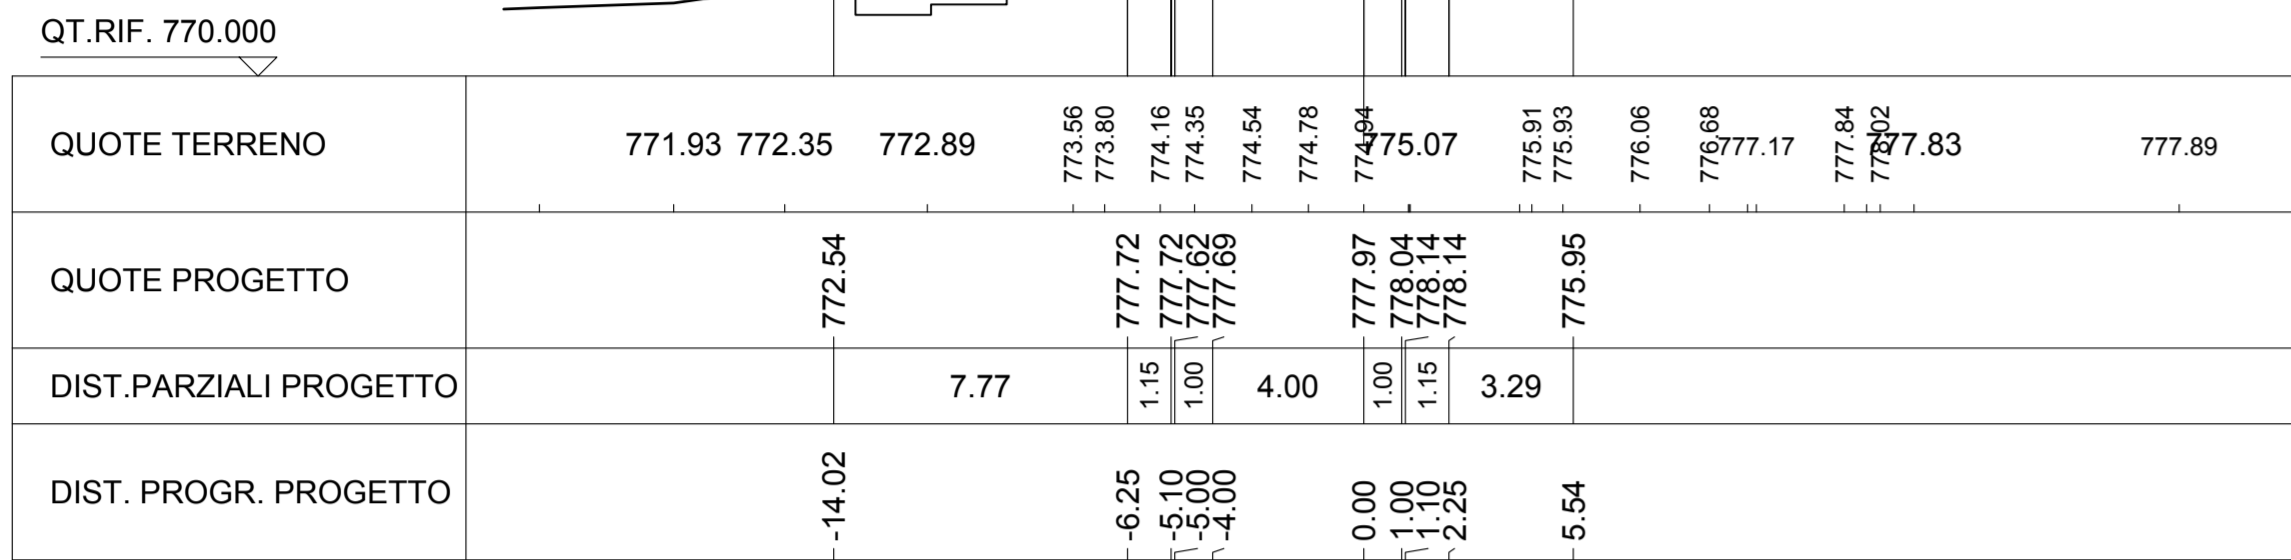 QT.RIF. 770.000
QUOTE TERRENO 771.93 772.35 772.89 773.56 773.80 774.16 774.35 774.54 774.78 774.94 775.07 775.91 775.93 776.06 776.68 777.17 777.84 778.02 777.83 777.89
QUOTE PROGETTO 772.54 777.72 777.72 777.62 777.69 777.97 778.04 778.14 778.14 775.95
DIST.PARZIALI PROGETTO 7.77 1.15 1.00 4.00 1.00 1.15 3.29
DIST. PROGR. PROGETTO -14.02 -6.25 -5.10 -5.00 -4.00 0.00 1.00 1.10 2.25 5.54